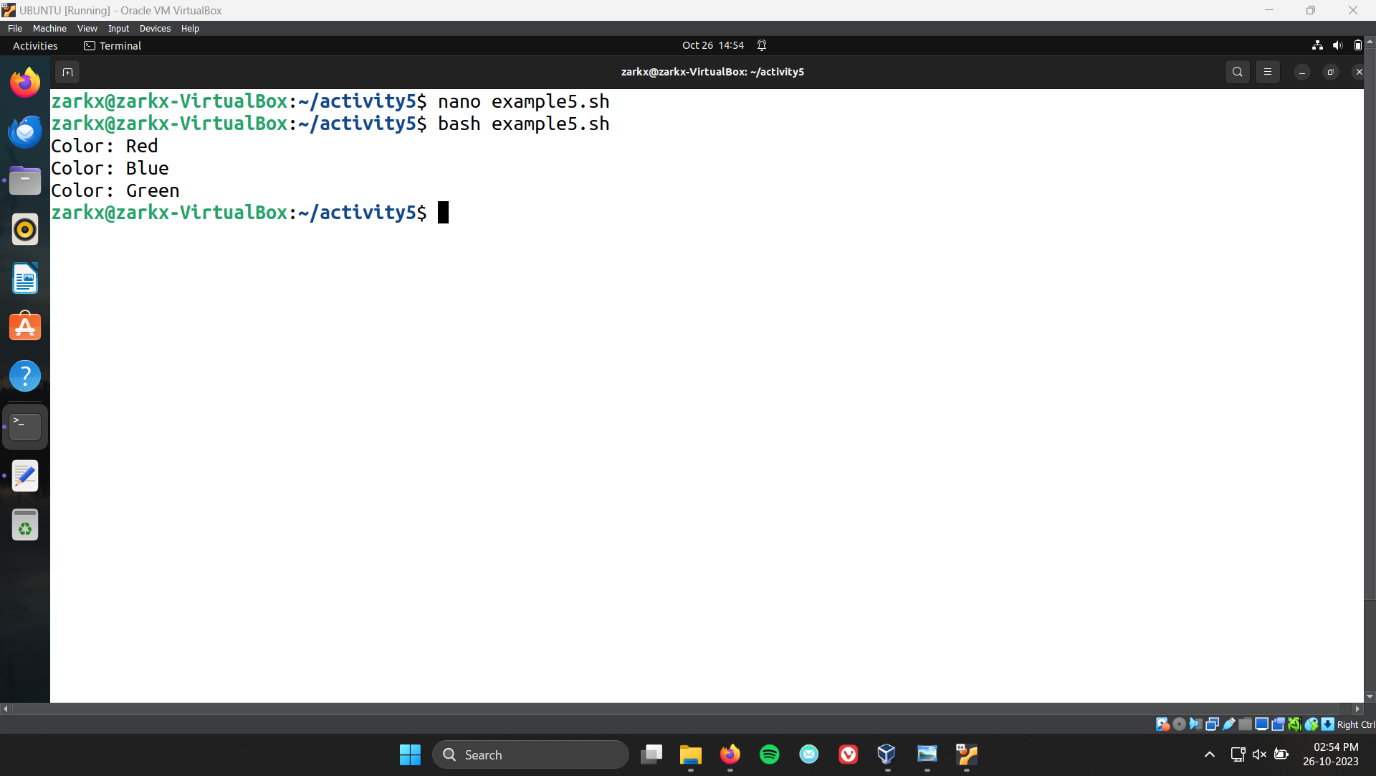 UBUNTU [Running] - Oracle VM VirtualBox
File Machine View Input Devices Help
Activities Terminal Oct 26 14:54
zarkx@zarkx-VirtualBox: ~/activity5
zarkx@zarkx-VirtualBox:~/activity5$ nano example5.sh
zarkx@zarkx-VirtualBox:~/activity5$ bash example5.sh
Color: Red
Color: Blue
Color: Green
zarkx@zarkx-VirtualBox:~/activity5$
Right Ctrl
Search
02:54 PM
26-10-2023